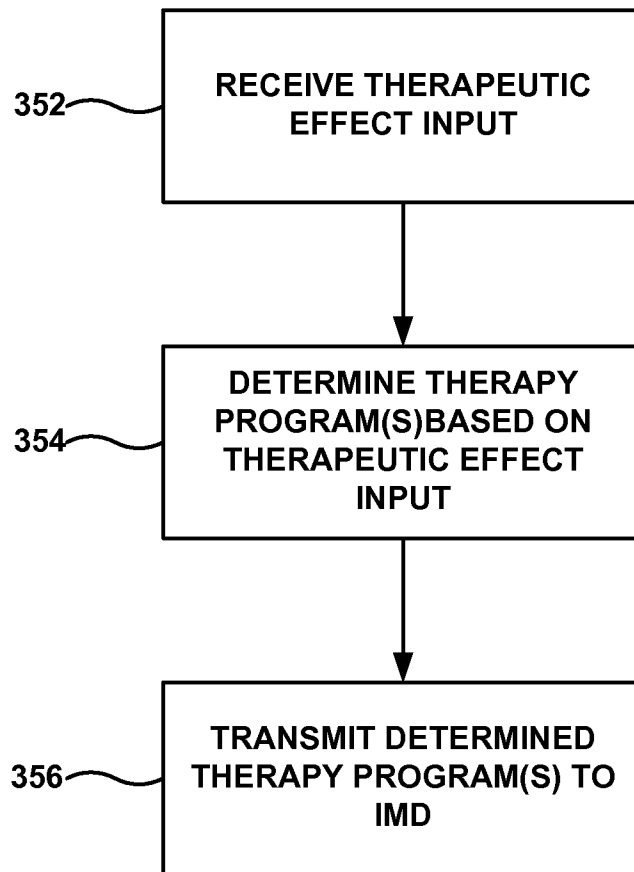 352
RECEIVE THERAPEUTIC
EFFECT INPUT
354
DETERMINE THERAPY
PROGRAM(S)BASED ON
THERAPEUTIC EFFECT
INPUT
356
TRANSMIT DETERMINED
THERAPY PROGRAM(S) TO
IMD